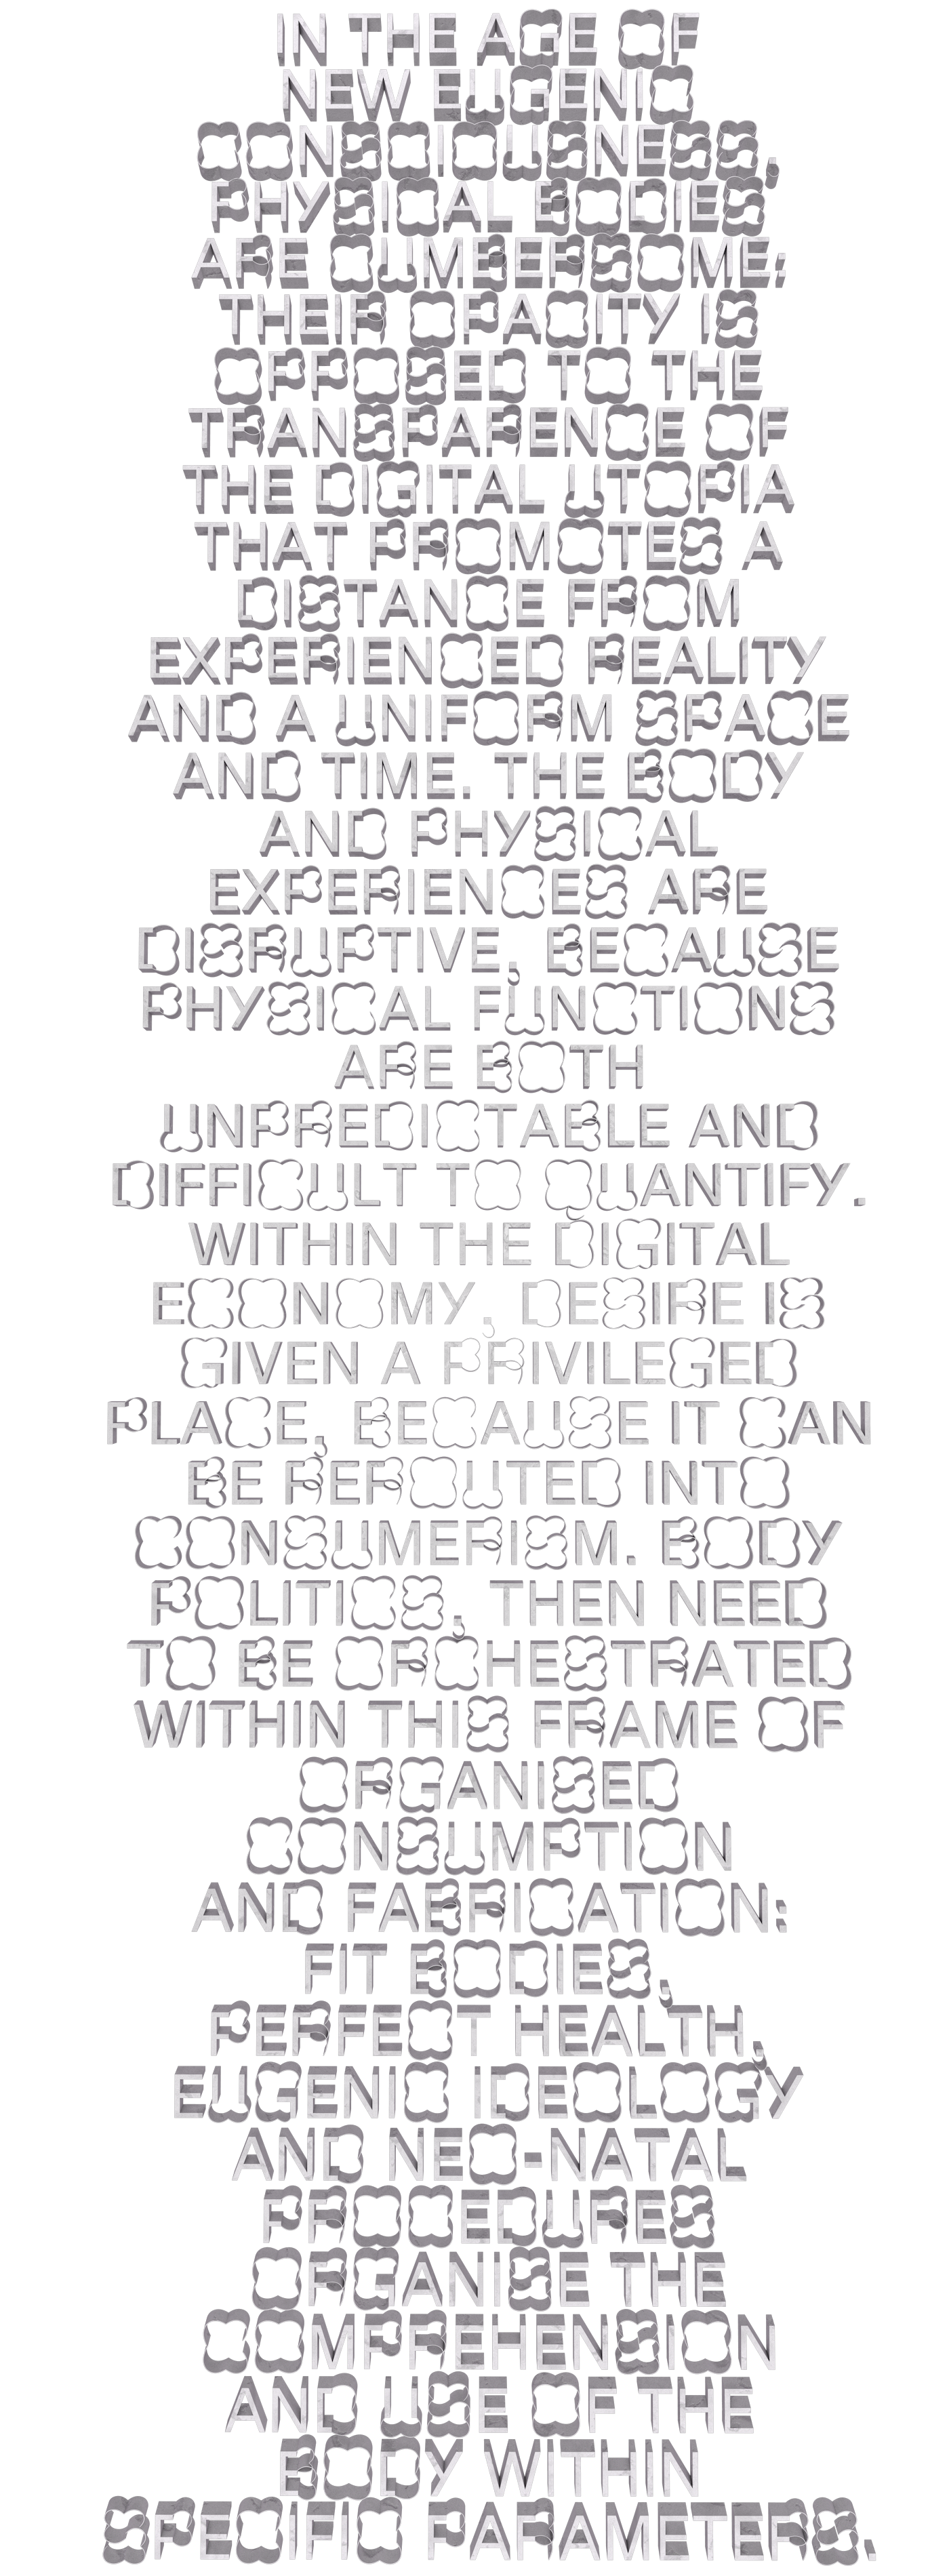 IN THE AGE OF
NEW EUGENIC
CONSCIOUSNESS,
PHYSICAL BODIES
ARE CUMBERSOME:
THEIR OPACITY IS
OPPOSED TO THE
TRANSPARENCE OF
THE DIGITAL UTOPIA
THAT PROMOTES A
DISTANCE FROM
EXPERIENCED REALITY
AND A UNIFORM SPACE
AND TIME. THE BODY
AND PHYSICAL
EXPERIENCES ARE
DISRUPTIVE, BECAUSE
PHYSICAL FUNCTIONS
ARE BOTH
UNPREDICTABLE AND
DIFFICULT TO QUANTIFY.
WITHIN THE DIGITAL
ECONOMY, DESIRE IS
GIVEN A PRIVILEGED
PLACE, BECAUSE IT CAN
BE REROUTED INTO
CONSUMERISM. BODY
POLITICS, THEN NEED
TO BE ORCHESTRATED
WITHIN THIS FRAME OF
ORGANISED
CONSUMPTION
AND FABRICATION:
FIT BODIES,
PERFECT HEALTH,
EUGENIC IDEOLOGY
AND NEO-NATAL
PROCEDURES
ORGANISE THE
COMPREHENSION
AND USE OF THE
BODY WITHIN
SPECIFIC PARAMETERS.